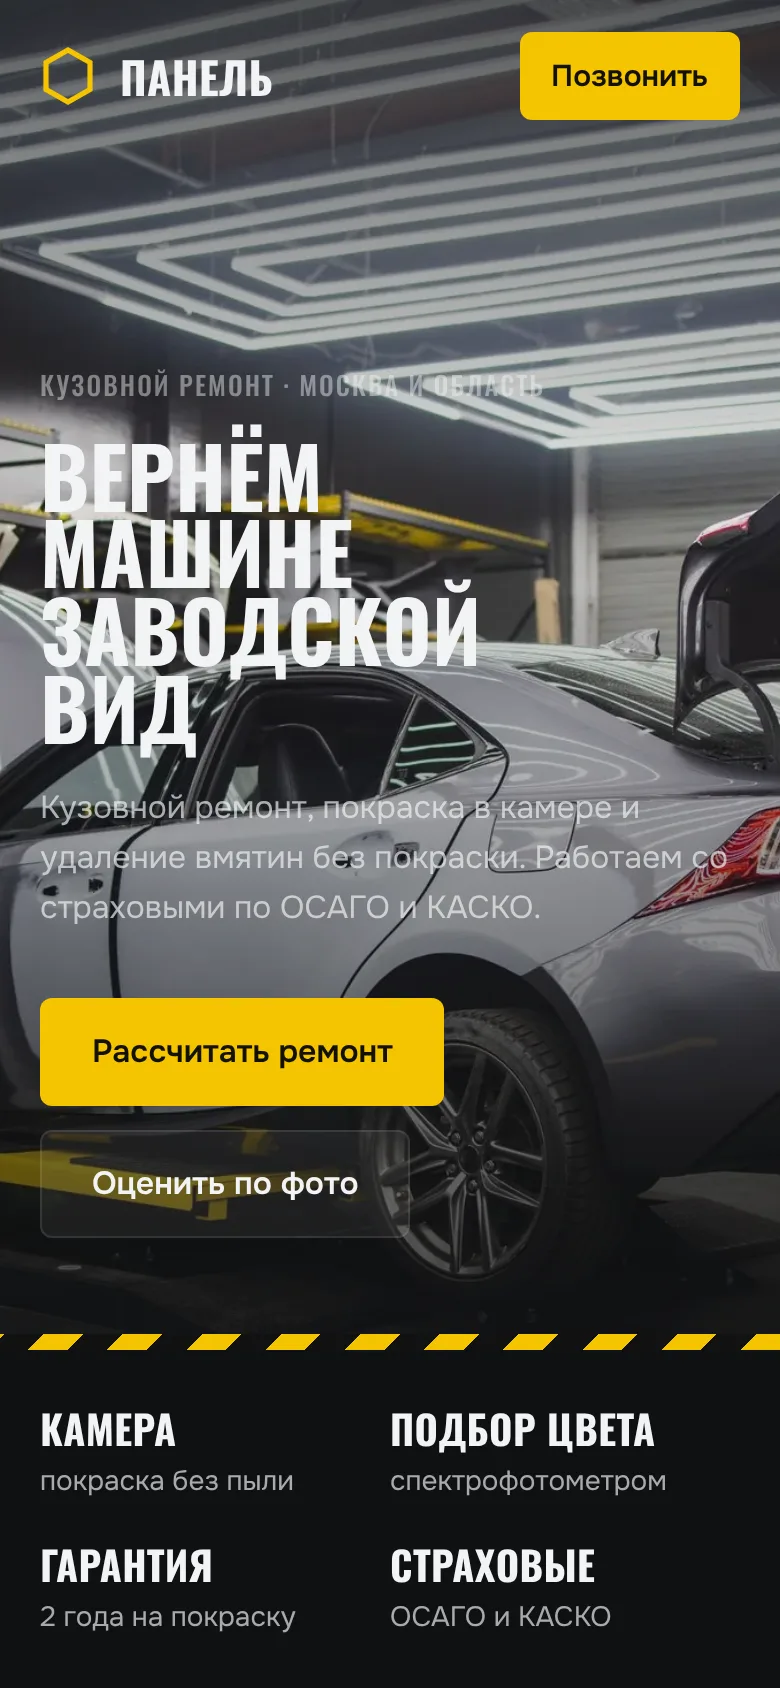 ПАНЕЛЬ
Позвонить
КУЗОВНОЙ РЕМОНТ · МОСКВА И ОБЛАСТЬ
ВЕРНЁМ
МАШИНЕ
ЗАВОДСКОЙ
ВИД
Кузовной ремонт, покраска в камере и
удаление вмятин без покраски. Работаем со
страховыми по ОСАГО и КАСКО.
Рассчитать ремонт
Оценить по фото
КАМЕРА
покраска без пыли
ПОДБОР ЦВЕТА
спектрофотометром
ГАРАНТИЯ
2 года на покраску
СТРАХОВЫЕ
ОСАГО и КАСКО